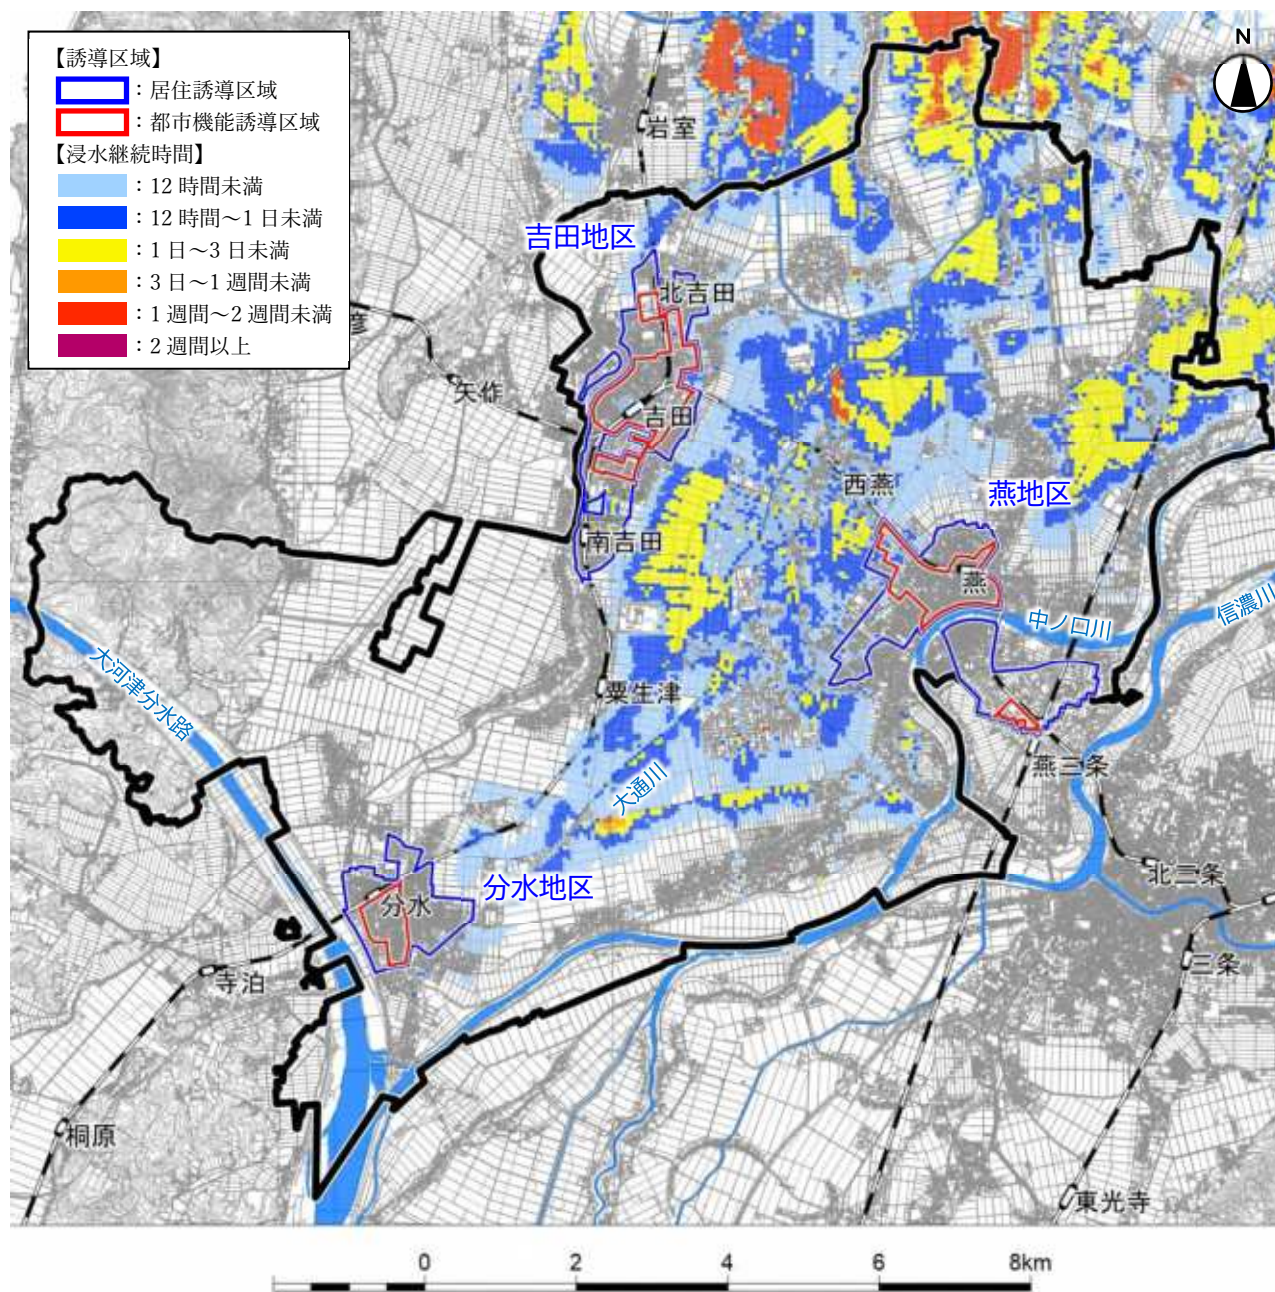 【誘導区域】
：居住誘導区域
：都市機能誘導区域
【浸水継続時間】
：12時間未満
：12時間～1日未満
：1日～3日未満
：3日～1週間未満
：1週間～2週間未満
：2週間以上
N
岩室
吉田地区
北吉田
彦
矢作
吉田
西燕
燕地区
南吉田
燕
中ノ口川
信濃川
大河津分水路
粟生津
燕三条
大通川
分水地区
北三条
分水
三条
寺泊
桐原
東光寺
0 2 4 6 8km